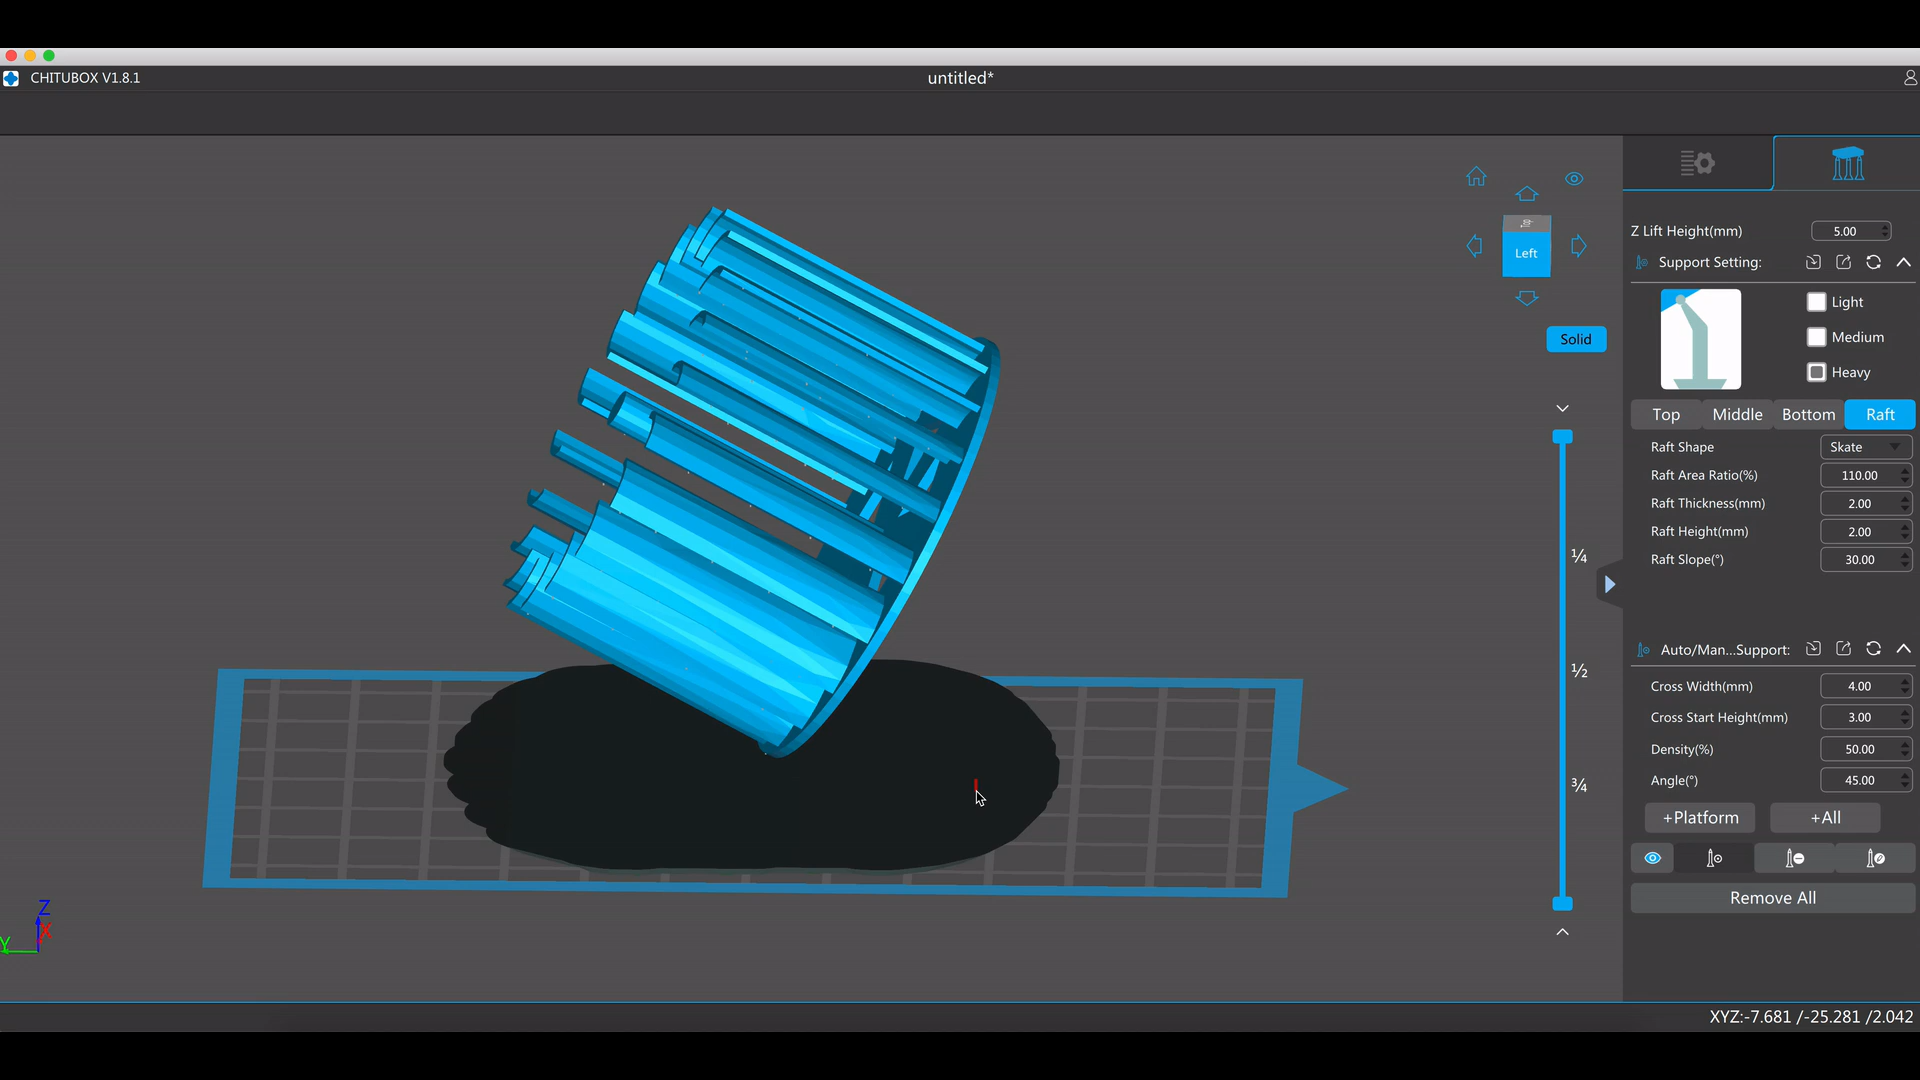 CHITUBOX V1.8.1
untitled*
Z Lift Height(mm) 5.00
Support Setting:
Light
Medium
Heavy
Top Middle Bottom Raft
Raft Shape Skate
Raft Area Ratio(%) 110.00
Raft Thickness(mm) 2.00
Raft Height(mm) 2.00
Raft Slope(°) 30.00
Auto/Man...Support:
Cross Width(mm) 4.00
Cross Start Height(mm) 3.00
Density(%) 50.00
Angle(°) 45.00
+Platform +All
Remove All
Left
Solid
¼
½
¾
Z
X
Y
XYZ:-7.681 /-25.281 /2.042